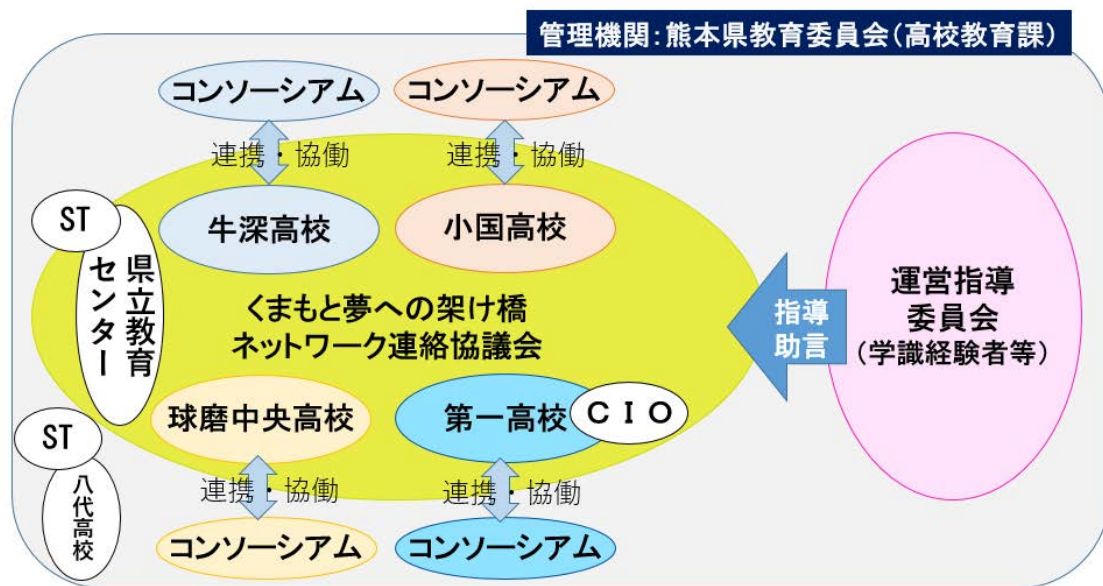 管理機関：熊本県教育委員会（高校教育課）
コンソーシアム
コンソーシアム
連携・協働
連携・協働
ST
牛深高校
小国高校
県立教育
センター
くまもと夢への架け橋
ネットワーク連絡協議会
指導
助言
運営指導
委員会
（学識経験者等）
球磨中央高校
第一高校
ＣＩＯ
ST
八代高校
連携・協働
連携・協働
コンソーシアム
コンソーシアム